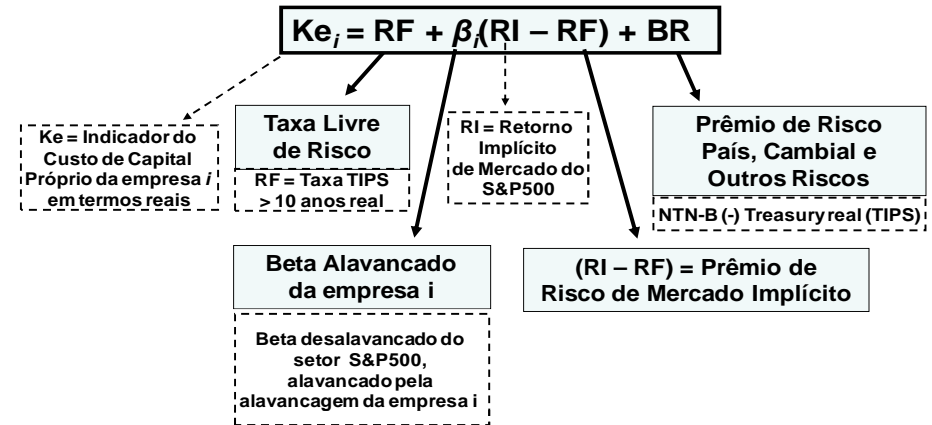 Ke𝑖 = RF + β𝑖(RI – RF) + BR
Ke = Indicador do
Custo de Capital
Próprio da empresa i
em termos reais
Taxa Livre
de Risco
RF = Taxa TIPS
> 10 anos real
RI = Retorno
Implícito
de Mercado do
S&P500
Prêmio de Risco
País, Cambial e
Outros Riscos
NTN-B (-) Treasury real (TIPS)
Beta Alavancado
da empresa i
Beta desalavancado do
setor S&P500,
alavancado pela
alavancagem da empresa i
(RI – RF) = Prêmio de
Risco de Mercado Implícito